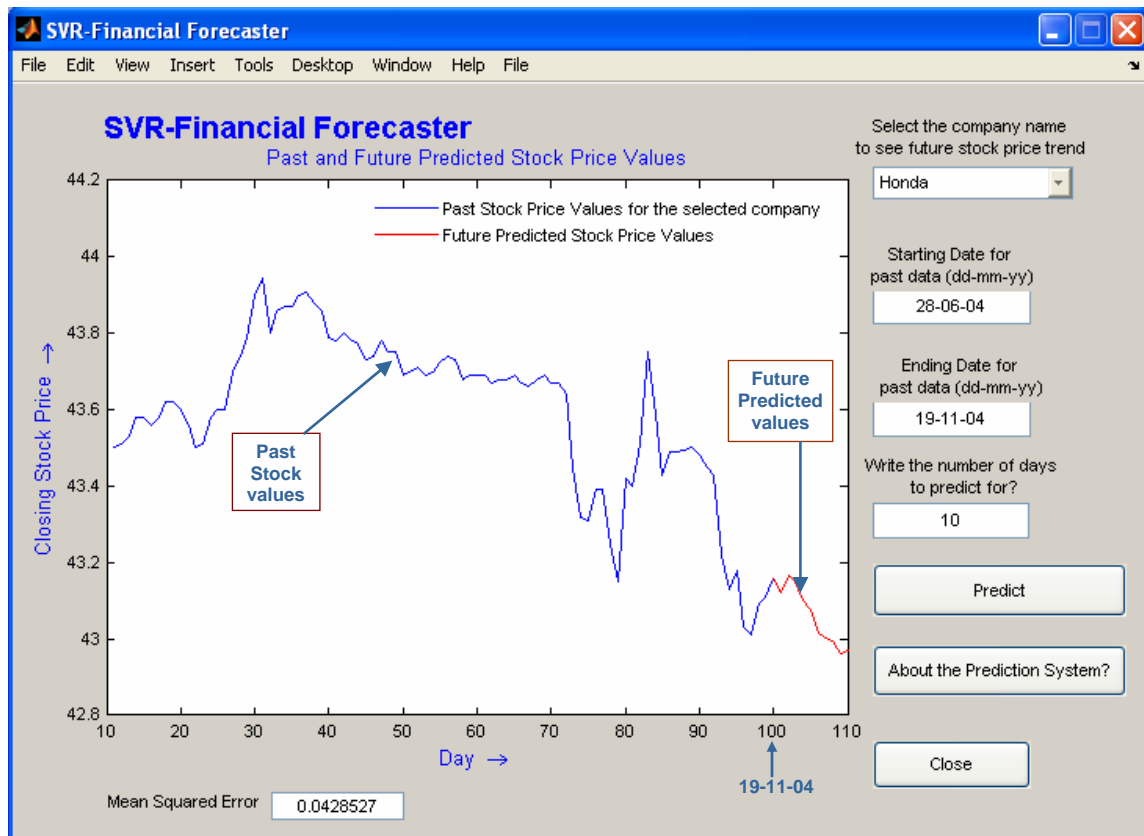 SVR-Financial Forecaster
File Edit View Insert Tools Desktop Window Help File
SVR-Financial Forecaster
Past and Future Predicted Stock Price Values
Past Stock Price Values for the selected company
Future Predicted Stock Price Values
Closing Stock Price →
44.2
44
43.8
43.6
43.4
43.2
43
42.8
Past
Stock
values
Future
Predicted
values
10 20 30 40 50 60 70 80 90 100 110
Day →
19-11-04
Mean Squared Error 0.0428527
Select the company name
to see future stock price trend
Honda
Starting Date for
past data (dd-mm-yy)
28-06-04
Ending Date for
past data (dd-mm-yy)
19-11-04
Write the number of days
to predict for?
10
Predict
About the Prediction System?
Close